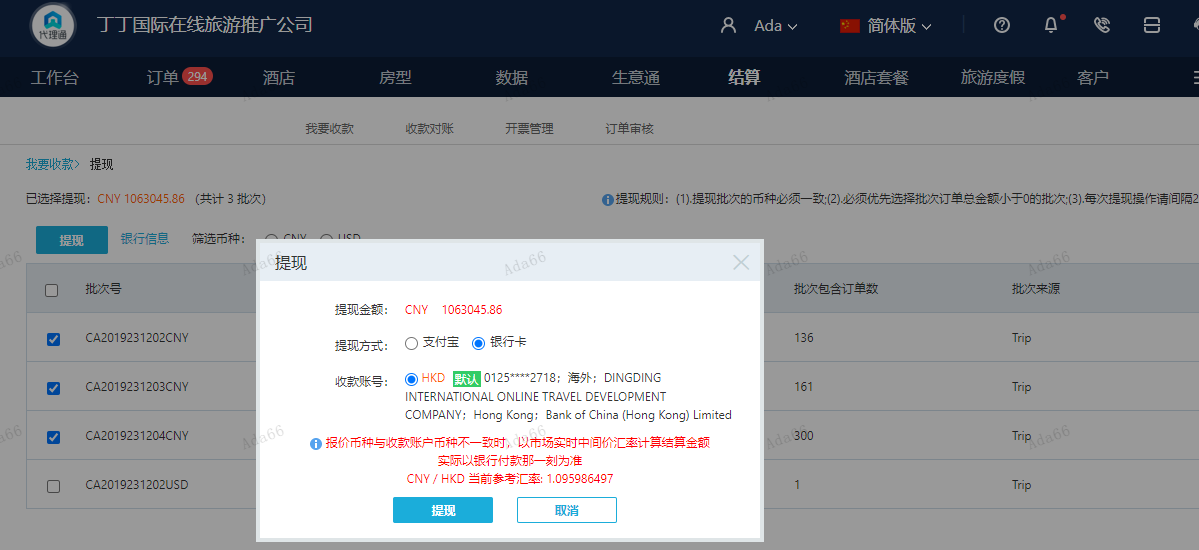 代理通
丁丁国际在线旅游推广公司
Ada
简体版
工作台
订单 294
酒店
房型
数据
生意通
结算
酒店套餐
旅游度假
客户
我要收款
收款对账
开票管理
订单审核
我要收款> 提现
已选择提现: CNY 1063045.86 (共计 3 批次)
提现规则: (1).提现批次的币种必须一致;(2).必须优先选择批次订单总金额小于0的批次;(3).每次提现操作请间隔2
提现
银行信息
筛选币种:
CNY
USD
批次号
批次包含订单数
批次来源
CA2019231202CNY
136
Trip
CA2019231203CNY
161
Trip
CA2019231204CNY
300
Trip
CA2019231202USD
1
Trip
提现
提现金额: CNY 1063045.86
提现方式: 支付宝 银行卡
收款账号: HKD 默认 0125****2718; 海外; DINGDING
INTERNATIONAL ONLINE TRAVEL DEVELOPMENT
COMPANY; Hong Kong; Bank of China (Hong Kong) Limited
报价币种与收款账户币种不一致时, 以市场实时中间价汇率计算结算金额
实际以银行付款那一刻为准
CNY / HKD 当前参考汇率: 1.095986497
提现
取消
Ada66
Ada66
Ada66
Ada66
Ada66
Ada66
Ada66
Ada66